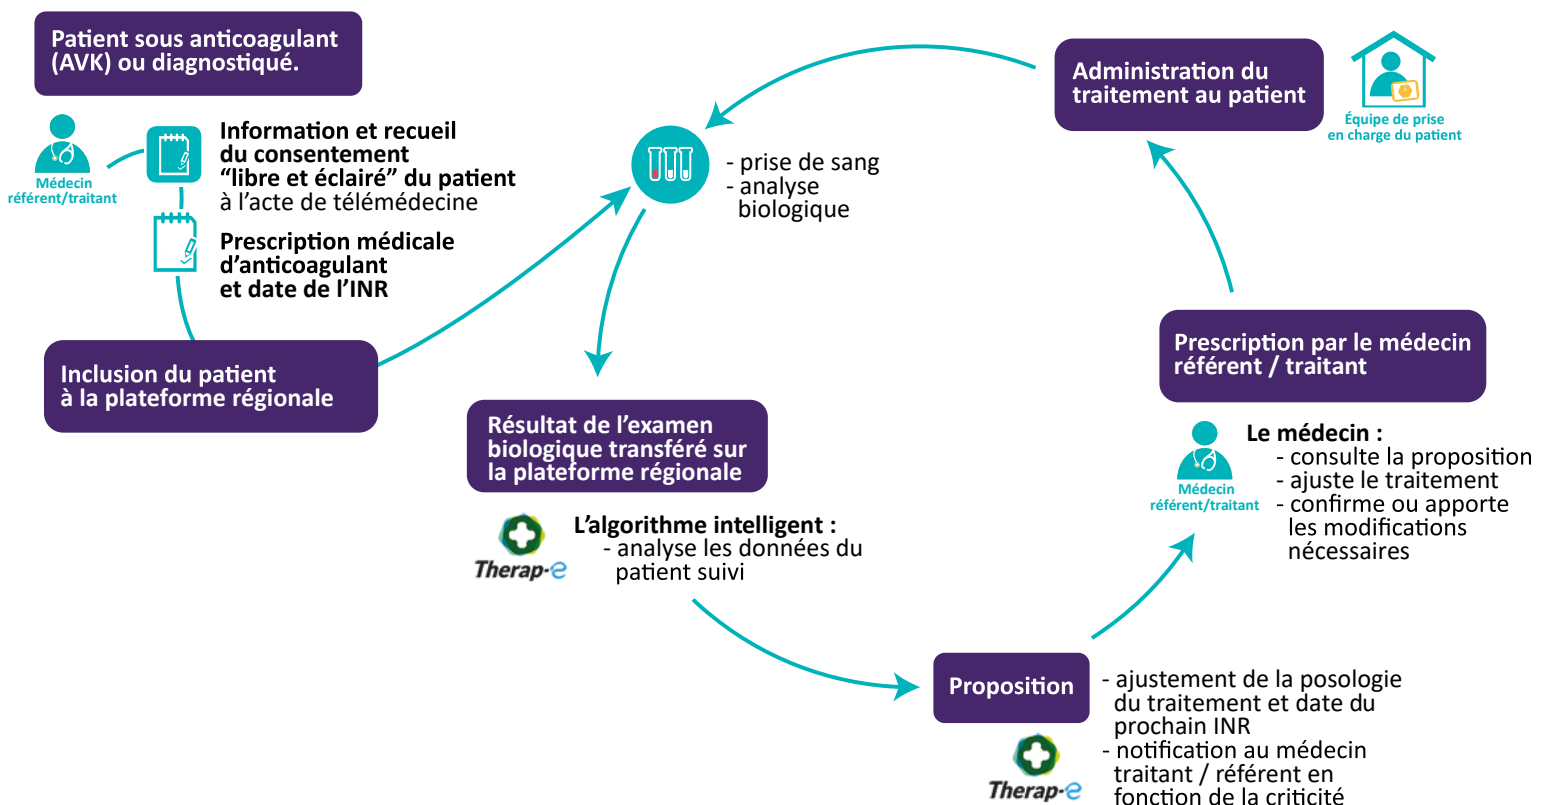 Patient sous anticoagulant
(AVK) ou diagnostiqué.
Médecin
référent/traitant
Information et recueil
du consentement
“libre et éclairé” du patient
à l’acte de télémédecine
Prescription médicale
d’anticoagulant
et date de l’INR
Inclusion du patient
à la plateforme régionale
- prise de sang
- analyse
biologique
Résultat de l’examen
biologique transféré sur
la plateforme régionale
Therap-e
L’algorithme intelligent :
- analyse les données du
patient suivi
Proposition
- ajustement de la posologie
du traitement et date du
prochain INR
- notification au médecin
traitant / référent en
fonction de la criticité
Therap-e
Prescription par le médecin
référent / traitant
Médecin
référent/traitant
Le médecin :
- consulte la proposition
- ajuste le traitement
- confirme ou apporte
les modifications
nécessaires
Administration du
traitement au patient
Équipe de prise
en charge du patient